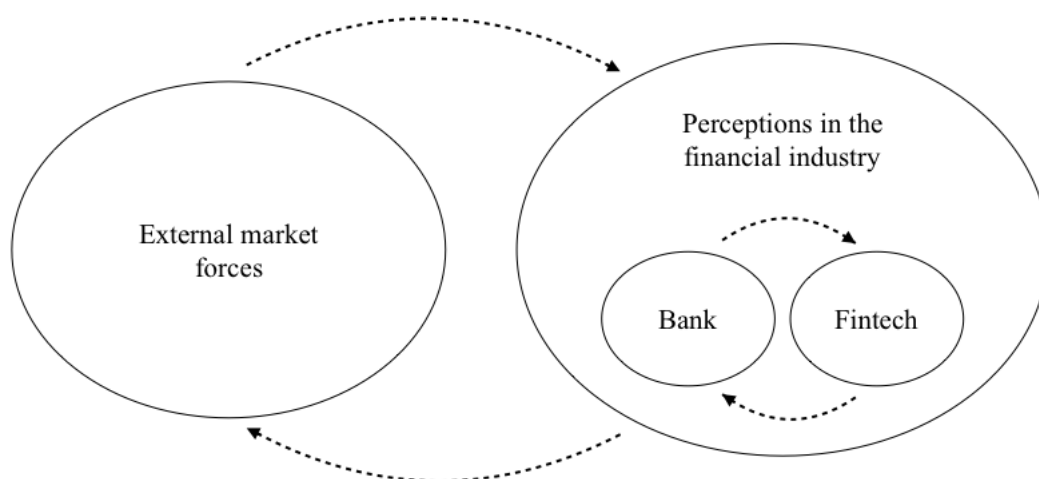 External market
forces
Perceptions in the
financial industry
Bank
Fintech